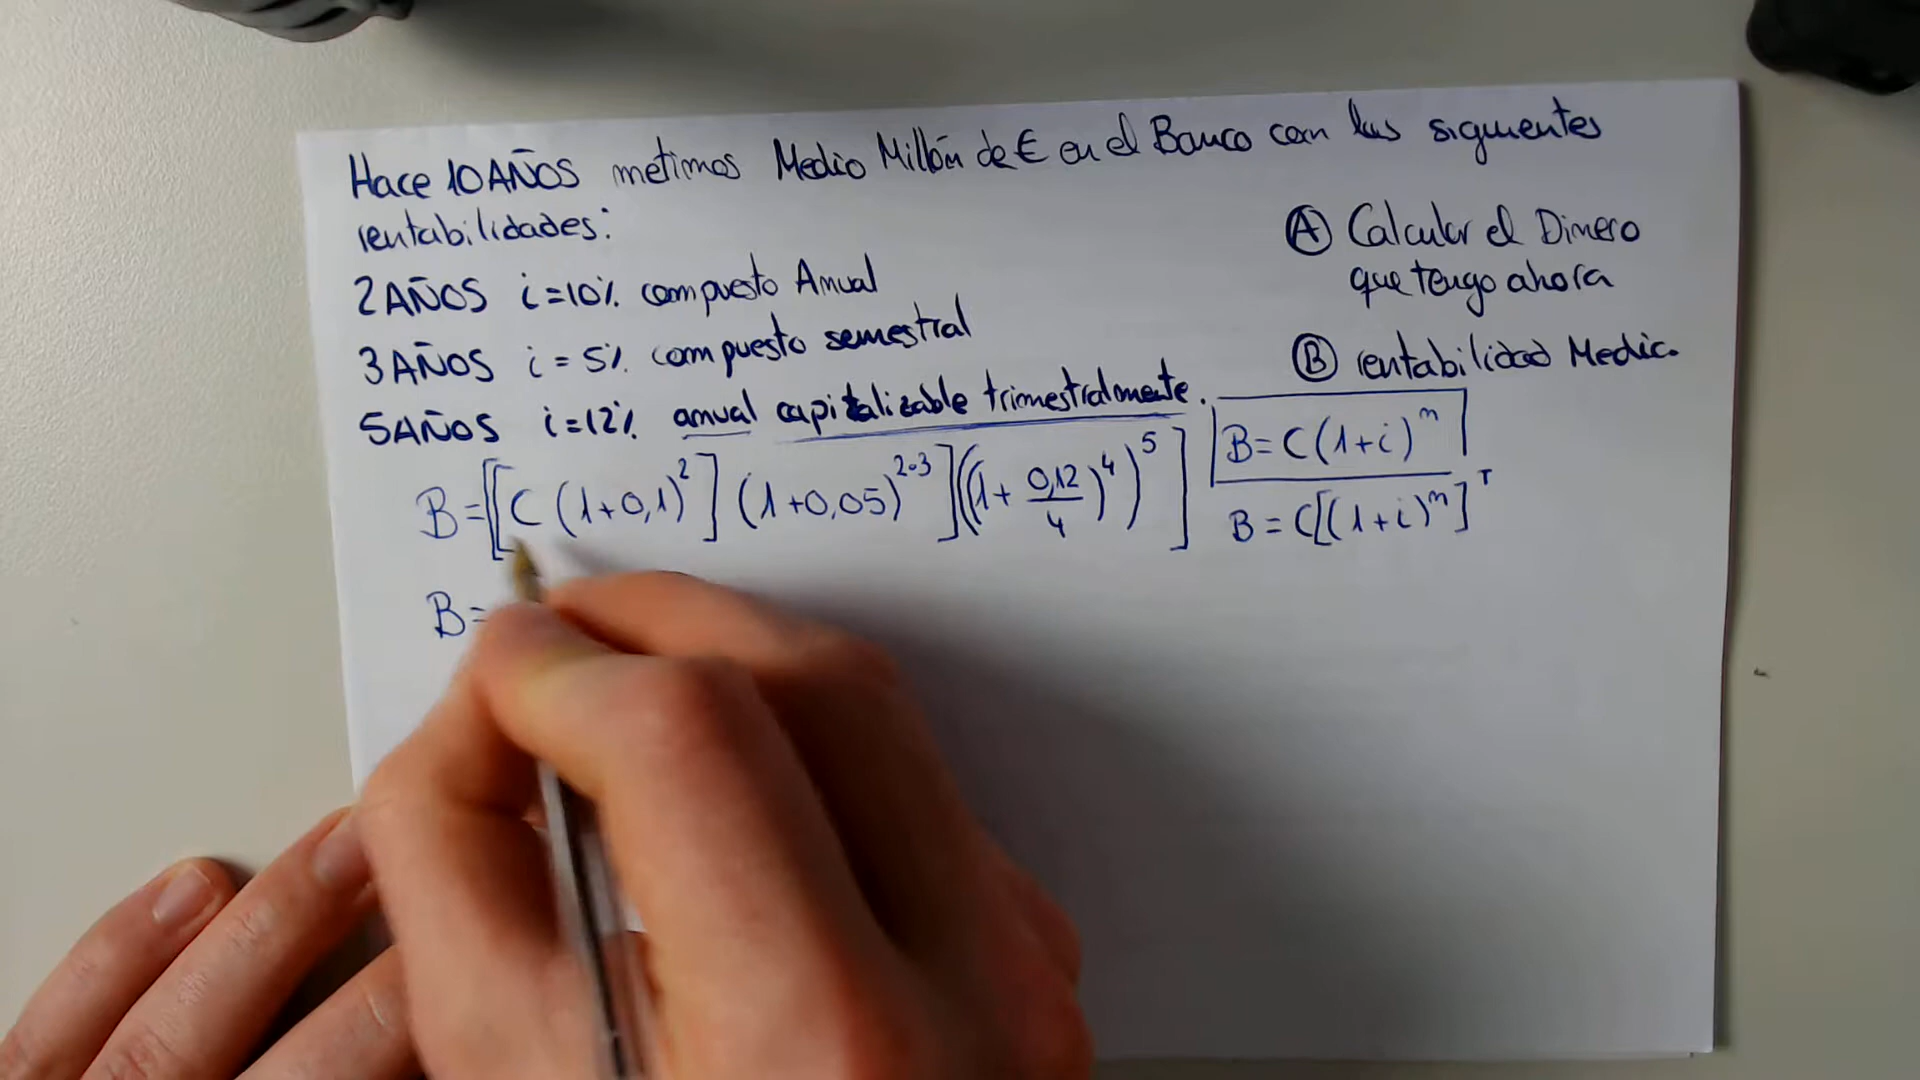 Hace 10 AÑOS metimos Medio Millón de € en el Banco con las siguientes
rentabilidades:
2 AÑOS i=10% compuesto Anual
3 AÑOS i = 5% compuesto semestral
5 AÑOS i=12% anual capitalizable trimestralmente.
Ⓐ Calcular el Dinero
que tengo ahora
Ⓑ rentabilidad Media.
B = C(1+i)^n
B = C[(1+i)^n]^T
B = [[C(1+0,1)^2](1+0,05)^2·3]((1+0,12/4)^4)^5]
B=